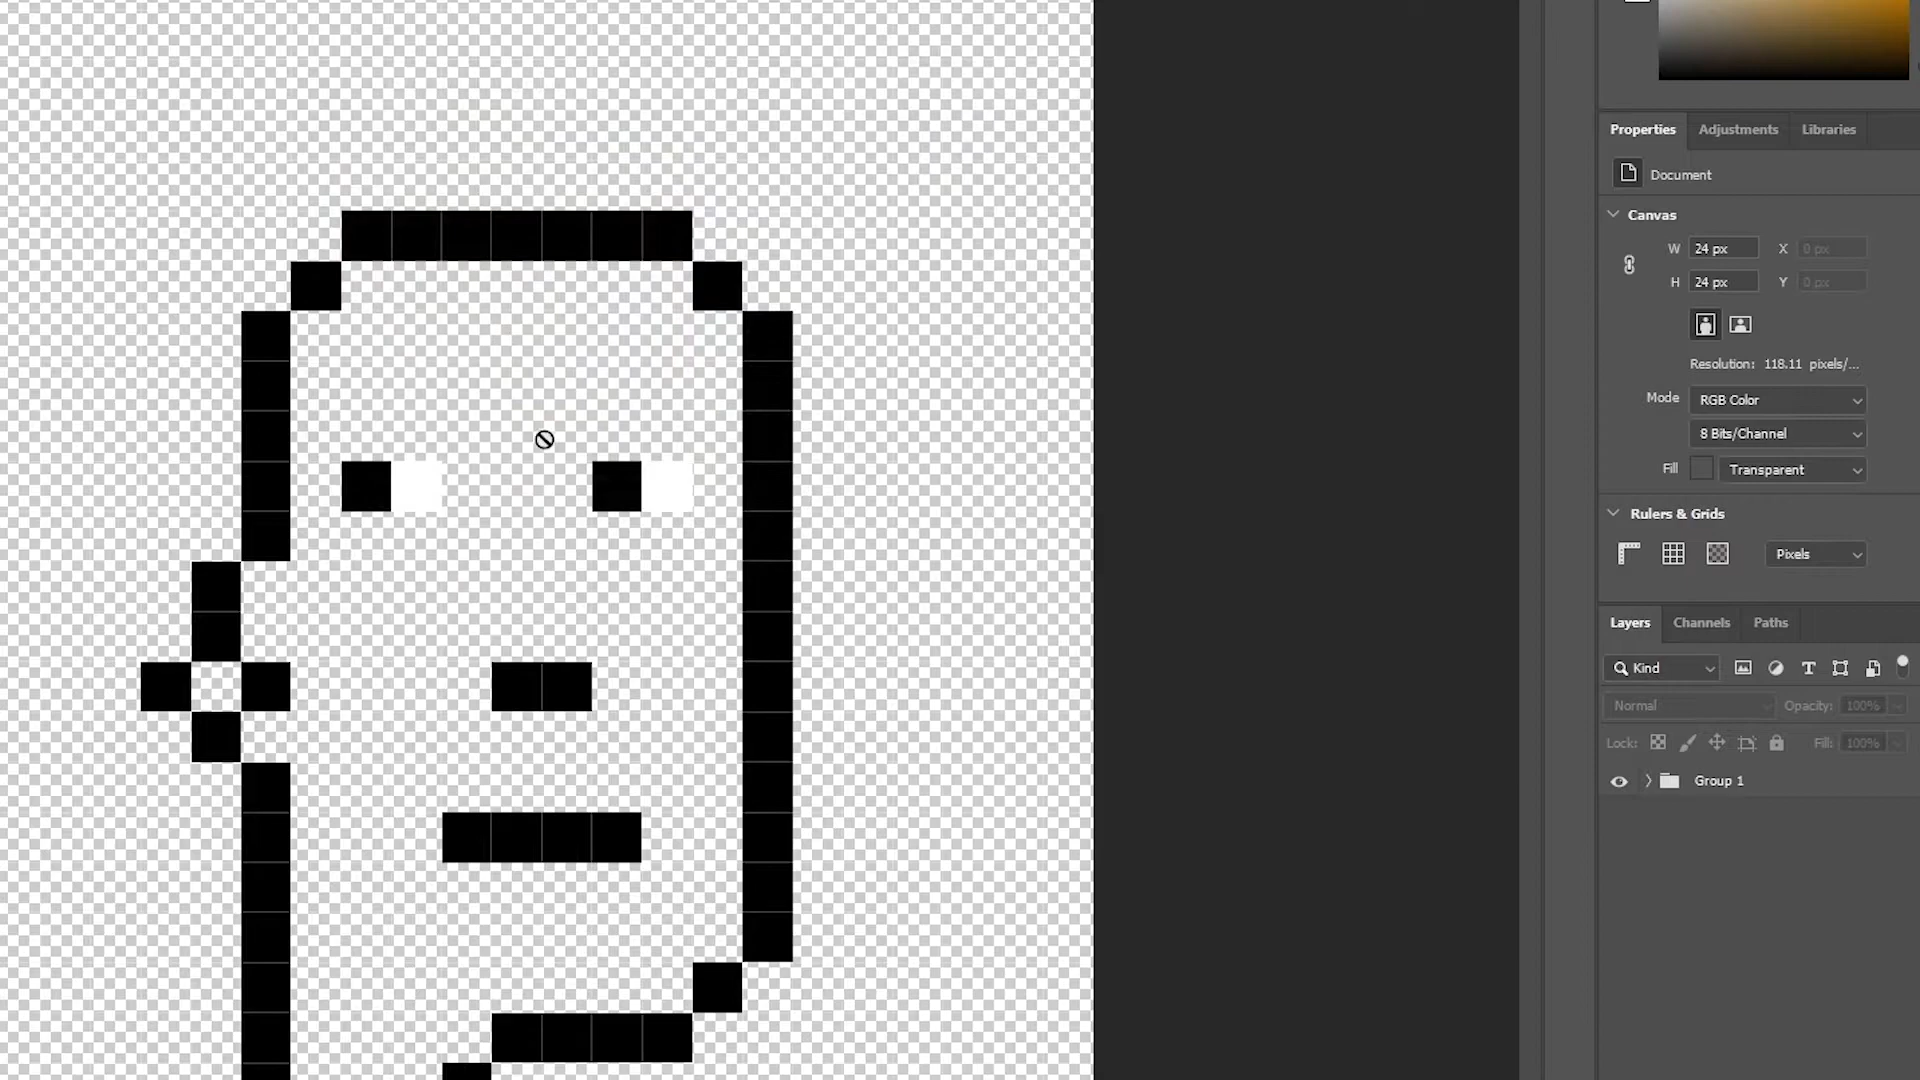 Properties Adjustments Libraries
Document
Canvas
W 24 px X 0 px
H 24 px Y 0 px
Resolution: 118.11 pixels/...
Mode RGB Color
8 Bits/Channel
Fill Transparent
Rulers & Grids
Pixels
Layers Channels Paths
Kind
Normal Opacity: 100%
Lock: Fill: 100%
Group 1